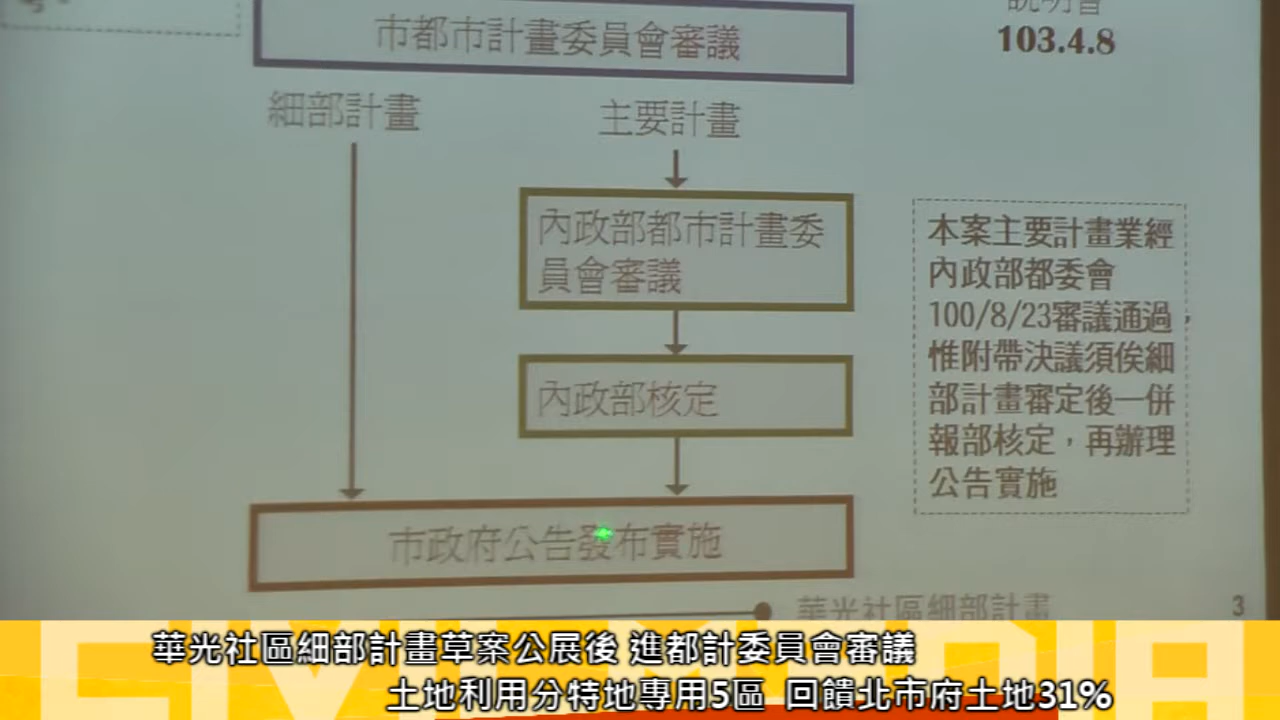 說明會
103.4.8
市都市計畫委員會審議
細部計畫
主要計畫
內政部都市計畫委
員會審議
內政部核定
市政府公告發布實施
本案主要計畫業經
內政部都委會
100/8/23審議通過，
惟附帶決議須俟細
部計畫審定後一併
報部核定，再辦理
公告實施
華光社區細部計畫
3
華光社區細部計畫草案公展後 進都計委員會審議
土地利用分特地專用5區 回饋北市府土地31%